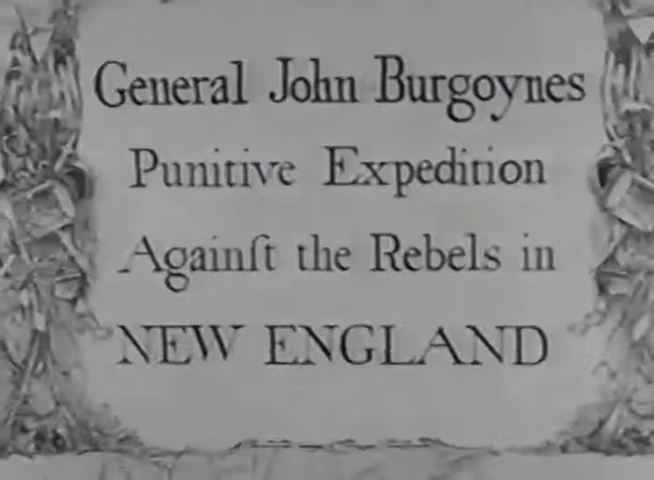 General John Burgoynes
Punitive Expedition
Againſt the Rebels in
NEW ENGLAND